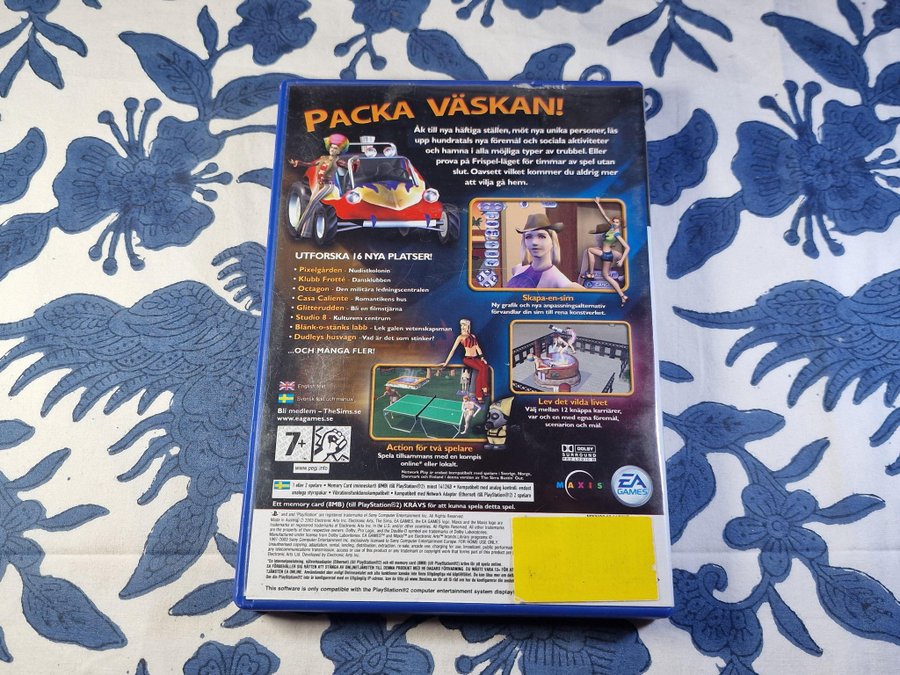 PACKA VÄSKAN!
Åk till nya häftiga ställen, möt nya unika personer, lås
upp hundratals nya föremål och sociala aktiviteter
och hamna i alla möjliga typer av trubbel. Eller
prova på Frispel-läget för timmar av spel utan
slut. Oavsett vilket kommer du aldrig mer
att vilja gå hem.
UTFORSKA 16 NYA PLATSER!
• Pixelgården - Nudistkolonin
• Klubb Frotté - Dansklubben
• Octagon - Den militära ledningscentralen
• Casa Caliente - Romantikens hus
• Glitterudden - Bli en filmstjärna
• Studio 8 - Kulturens centrum
• Blänk-o-stänks labb - Lek galen vetenskapsman
• Dudleys husvagn - Vad är det som stinker?
...OCH MÅNGA FLER!
Skapa-en-sim
Ny grafik och nya anpassningsalternativ
förvandlar din sim till rena konstverket.
English text
Svensk text och manual
Bli medlem – TheSims.se
www.eagames.se
7+
www.pegi.info
Action för två spelare
Spela tillsammans med en kompis
online* eller lokalt.
Lev det vilda livet
Välj mellan 12 knäppa karriärer,
var och en med egna föremål,
scenarion och mål.
DOLBY
SURROUND
MAXIS
EA
GAMES
Ett memory card (8MB) (till PlayStation®2) KRÄVS för att kunna spela detta spel.
This software is only compatible with the PlayStation®2 computer entertainment system